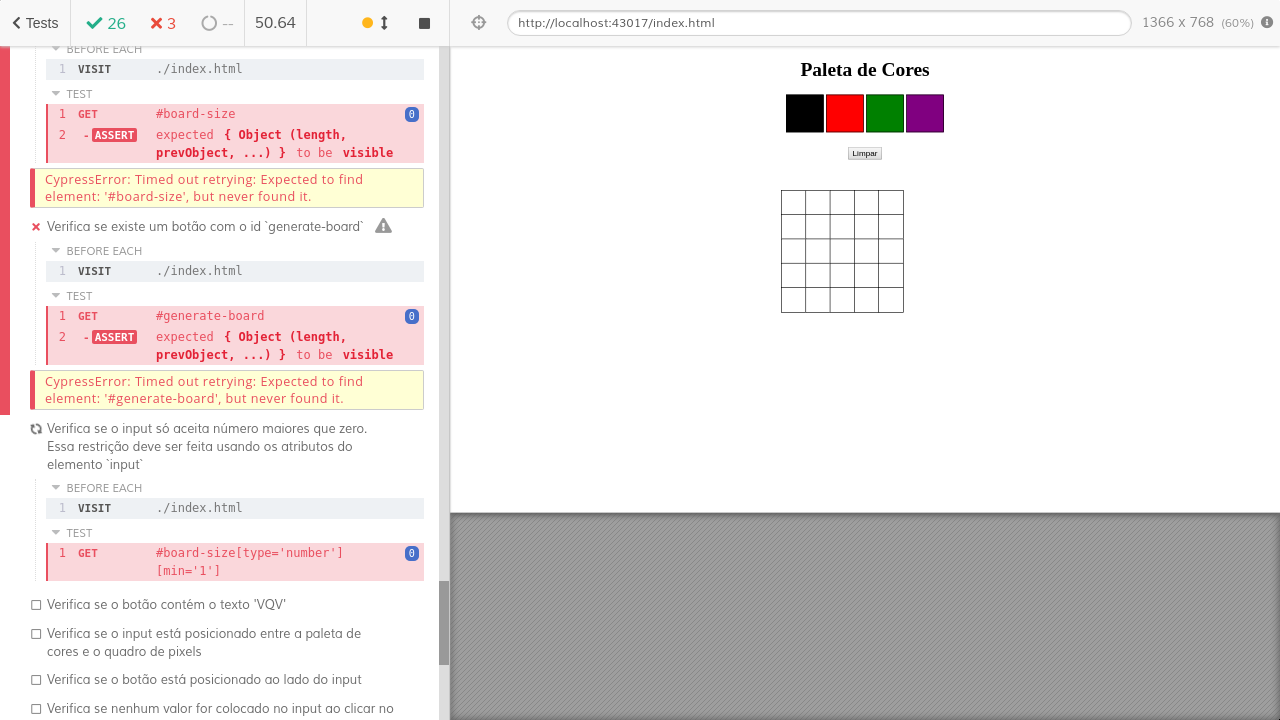 Tests
26
3
--
50.64
http://localhost:43017/index.html
1366 x 768 (60%)
BEFORE EACH
1 VISIT ./index.html
TEST
1 GET #board-size 0
2 -ASSERT expected { Object (length,
prevObject, ...) } to be visible
CypressError: Timed out retrying: Expected to find
element: '#board-size', but never found it.
Verifica se existe um botão com o id `generate-board`
BEFORE EACH
1 VISIT ./index.html
TEST
1 GET #generate-board 0
2 -ASSERT expected { Object (length,
prevObject, ...) } to be visible
CypressError: Timed out retrying: Expected to find
element: '#generate-board', but never found it.
Verifica se o input só aceita número maiores que zero.
Essa restrição deve ser feita usando os atributos do
elemento `input`
BEFORE EACH
1 VISIT ./index.html
TEST
1 GET #board-size[type='number'] 0
[min='1']
Verifica se o botão contém o texto 'VQV'
Verifica se o input está posicionado entre a paleta de
cores e o quadro de pixels
Verifica se o botão está posicionado ao lado do input
Verifica se nenhum valor for colocado no input ao clicar no
Paleta de Cores
Limpar